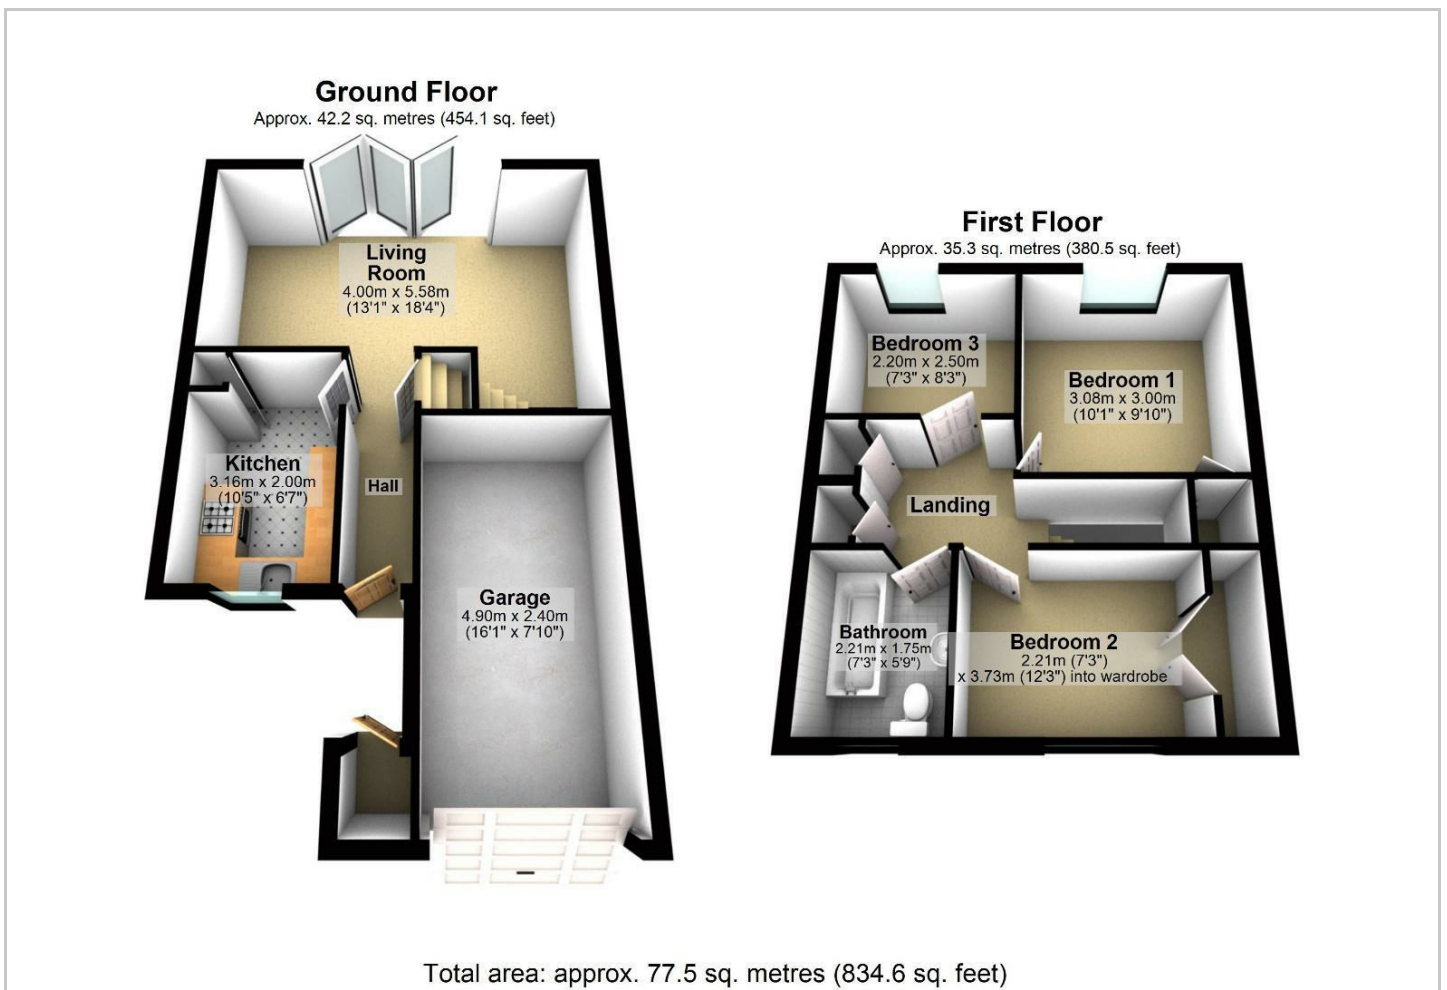 Ground Floor
Approx. 42.2 sq. metres (454.1 sq. feet)
Living
Room
4.00m x 5.58m
(13'1" x 18'4")
Kitchen
3.16m x 2.00m
(10'5" x 6'7")
Hall
Garage
4.90m x 2.40m
(16'1" x 7'10")
First Floor
Approx. 35.3 sq. metres (380.5 sq. feet)
Bedroom 3
2.20m x 2.50m
(7'3" x 8'3")
Bedroom 1
3.08m x 3.00m
(10'1" x 9'10")
Landing
Bathroom
2.21m x 1.75m
(7'3" x 5'9")
Bedroom 2
2.21m (7'3")
x 3.73m (12'3") into wardrobe
Total area: approx. 77.5 sq. metres (834.6 sq. feet)